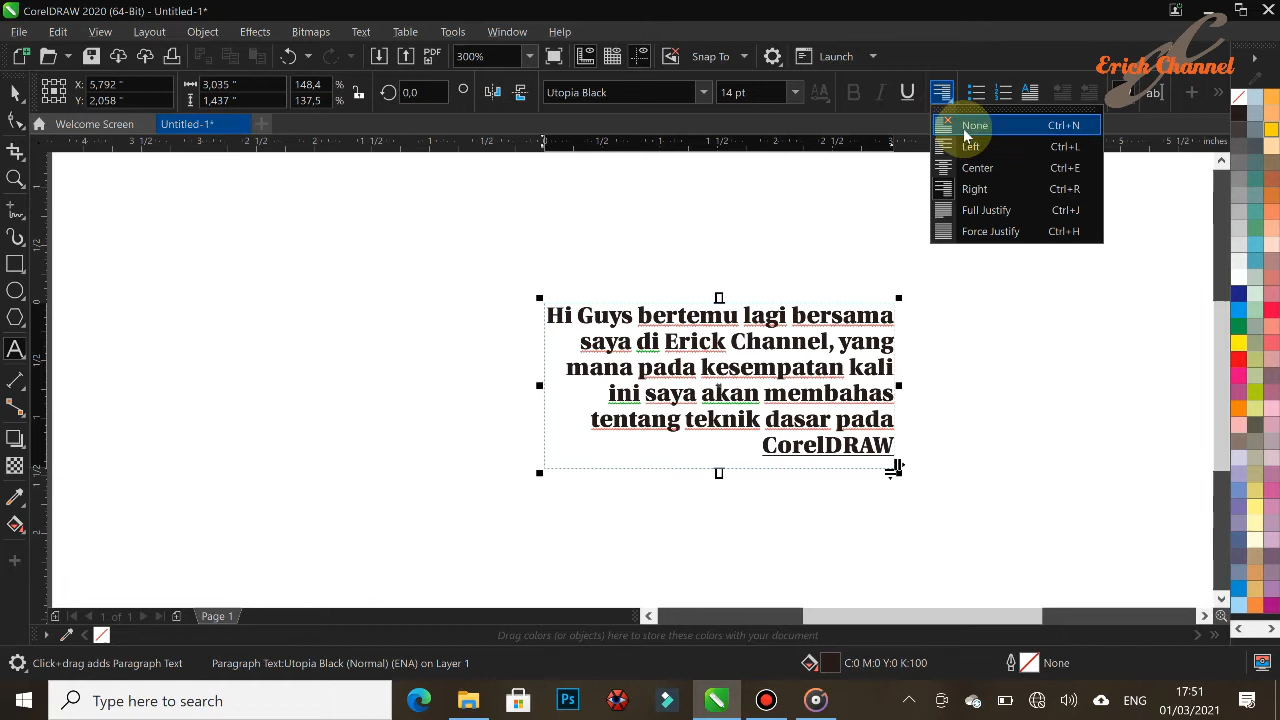 CorelDRAW 2020 (64-Bit) - Untitled-1*
File Edit View Layout Object Effects Bitmaps Text Table Tools Window Help
300% Snap To Launch
PDF
Erick Channel
X: 5,792 " 3,035 " 148,4 % 0,0 Utopia Black 14 pt B I U ab
Y: 2,058 " 1,437 " 137,5 %
Welcome Screen Untitled-1*
None Ctrl+N
Left Ctrl+L
Center Ctrl+E
Right Ctrl+R
Full Justify Ctrl+J
Force Justify Ctrl+H
inches
Hi Guys bertemu lagi bersama
saya di Erick Channel, yang
mana pada kesempatan kali
ini saya akan membahas
tentang teknik dasar pada
CorelDRAW
1 of 1 Page 1
Drag colors (or objects) here to store these colors with your document
Click+drag adds Paragraph Text Paragraph Text:Utopia Black (Normal) (ENA) on Layer 1 C:0 M:0 Y:0 K:100 None
Type here to search Ps ENG 17:51
01/03/2021